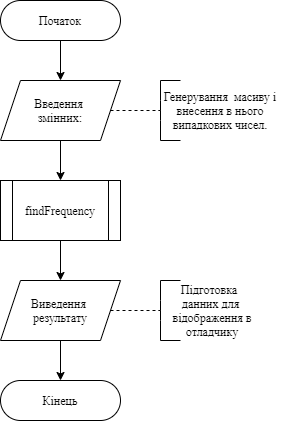 Початок
Введення
змінних:
Генерування масиву і
внесення в нього
випадкових чисел.
findFrequency
Виведення
результату
Підготовка
данних для
відображення в
отладчику
Кінець